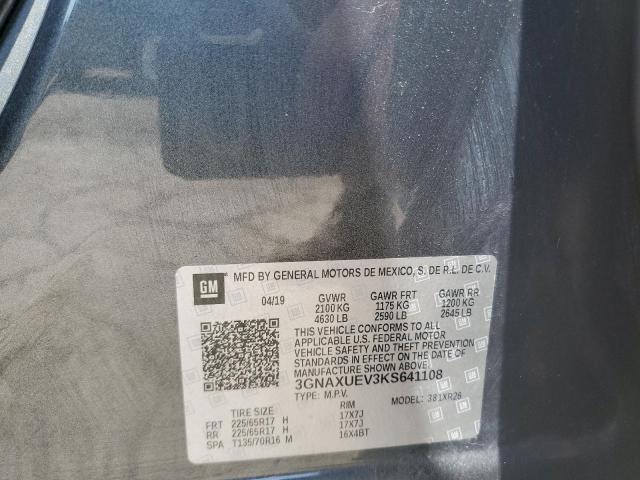 GM
MFD BY GENERAL MOTORS DE MEXICO, S. DE R.L. DE C.V.
04/19 GVWR GAWR FRT GAWR RR
2100 KG 1175 KG 1200 KG
4630 LB 2590 LB 2645 LB
THIS VEHICLE CONFORMS TO ALL
APPLICABLE U.S. FEDERAL MOTOR
VEHICLE SAFETY AND THEFT PREVENTION
STANDARDS IN EFFECT ON THE DATE OF
MANUFACTURE SHOWN ABOVE.
3GNAXUEV3KS641108
TYPE: M.P.V. MODEL: 381XR26
TIRE SIZE RIM
FRT 225/65R17 H 17X7J
RR 225/65R17 H 17X7J
SPA T135/70R16 M 16X4BT